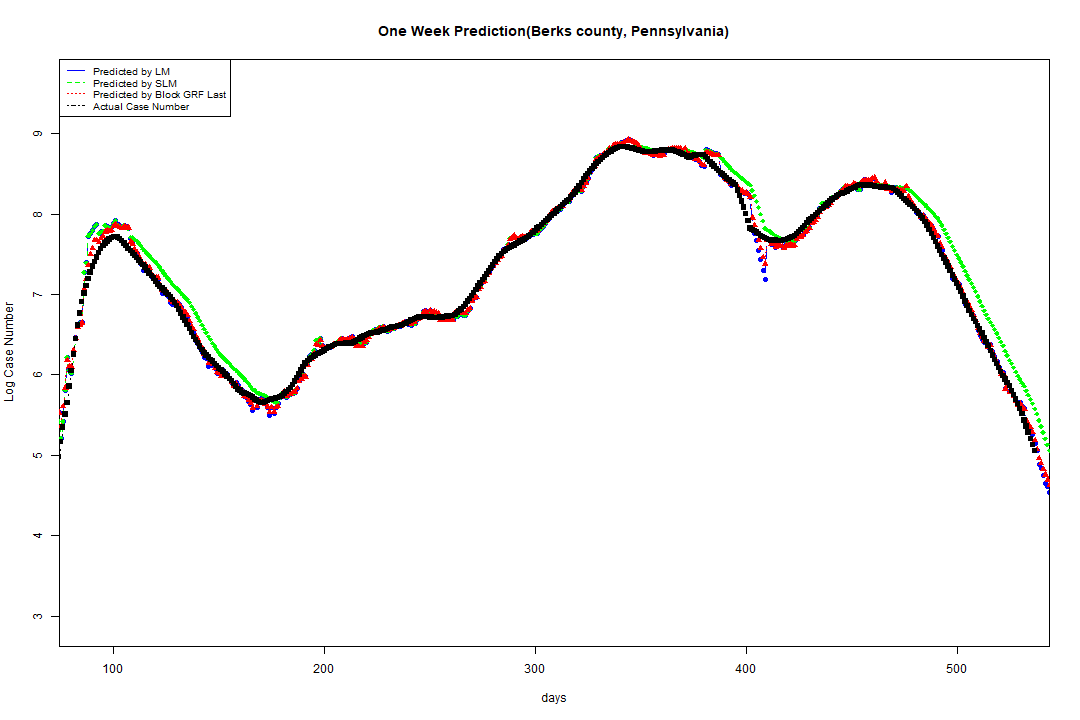 One Week Prediction(Berks county, Pennsylvania)
Predicted by LM
Predicted by SLM
Predicted by Block GRF Last
Actual Case Number
9
8
7
6
5
4
3
Log Case Number
100 200 300 400 500
days